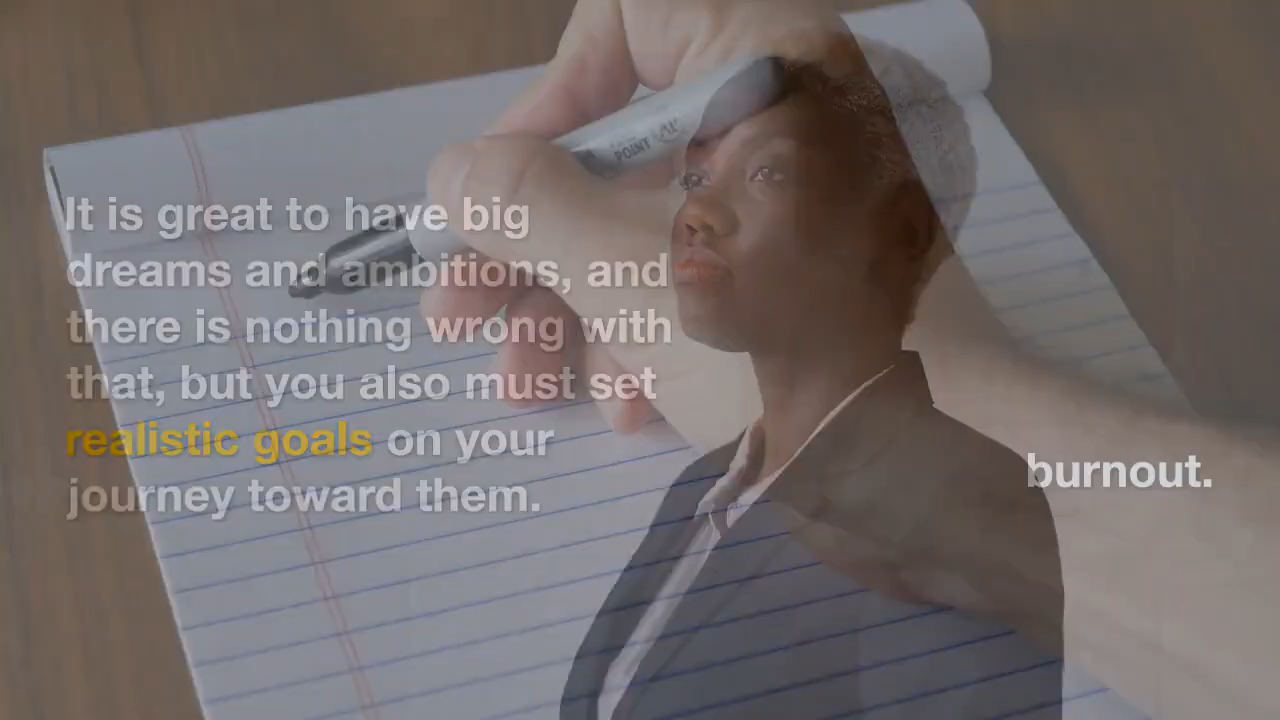 It is great to have big
dreams and ambitions, and
there is nothing wrong with
that, but you also must set
realistic goals on your
journey toward them.
burnout.
POINT